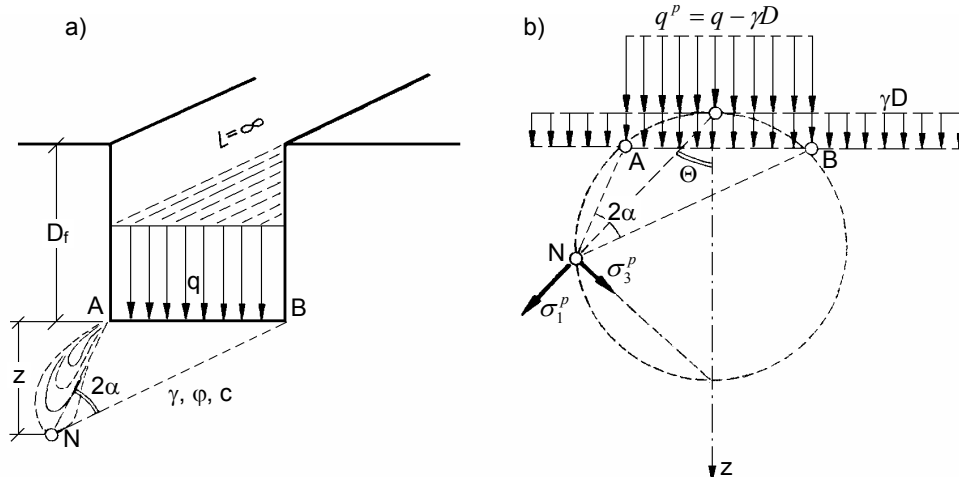 a)
L=∞
D_f
q
A
B
z
2α
γ, φ, c
N
b)
q^p = q - γD
γD
A
B
Θ
2α
N
σ_3^p
σ_1^p
z